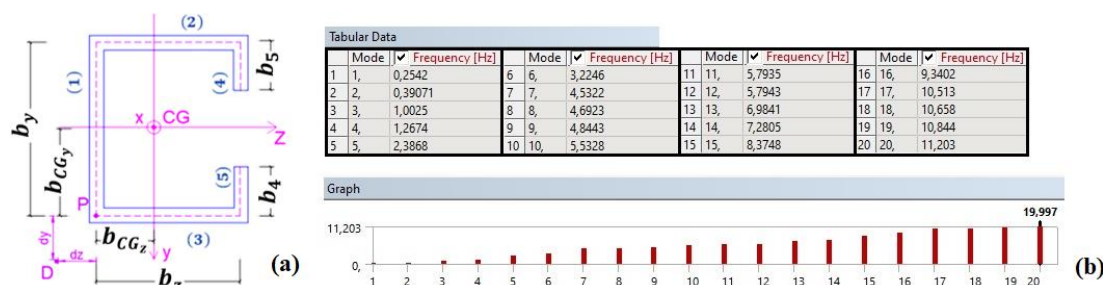 (2)
(1)
(4)
b5
by
x CG
Z
bCGy
(5)
b4
P
dy
bCGz
(3)
y
D
dz
bz
(a)
Tabular Data
Mode Frequency [Hz] Mode Frequency [Hz] Mode Frequency [Hz] Mode Frequency [Hz]
1 1, 0,2542 6 6, 3,2246 11 11, 5,7935 16 16, 9,3402
2 2, 0,39071 7 7, 4,5322 12 12, 5,7943 17 17, 10,513
3 3, 1,0025 8 8, 4,6923 13 13, 6,9841 18 18, 10,658
4 4, 1,2674 9 9, 4,8443 14 14, 7,2805 19 19, 10,844
5 5, 2,3868 10 10, 5,5328 15 15, 8,3748 20 20, 11,203
Graph
19,997
11,203
0,
1 2 3 4 5 6 7 8 9 10 11 12 13 14 15 16 17 18 19 20
(b)